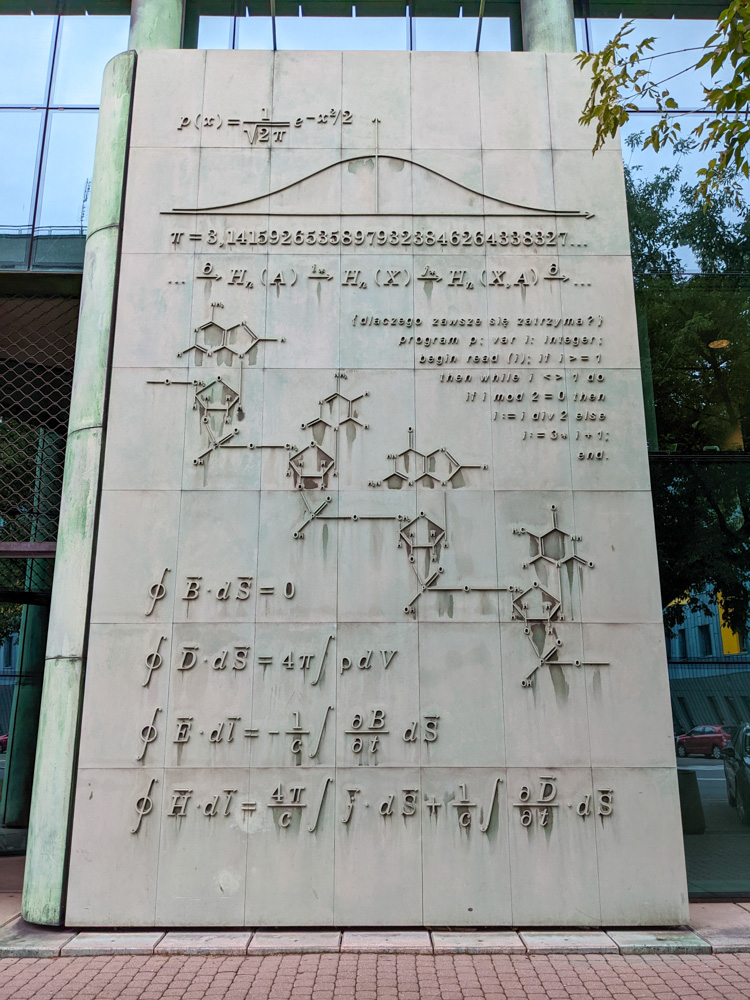 p(x)=1/√2π e^-x²/2
π=3,14159265358979323846264338327...
... ∂→ Hn(A) i*→ Hn(X) j*→ Hn(X,A) ∂→ ...
{dlaczego zawsze się zatrzyma?}
program p; var i: integer;
begin read (i); if i >= 1
then while i <> 1 do
if i mod 2=0 then
i:=i div 2 else
i:=3*i+1;
end.
∮ B̄·dS̄=0
∮ D̄·dS̄=4π∫ρdV
∮ Ē·dl̄=-1/c∫ ∂B̄/∂t dS̄
∮ H̄·dl̄=4π/c∫ j̄·dS̄+1/c∫ ∂D̄/∂t·dS̄